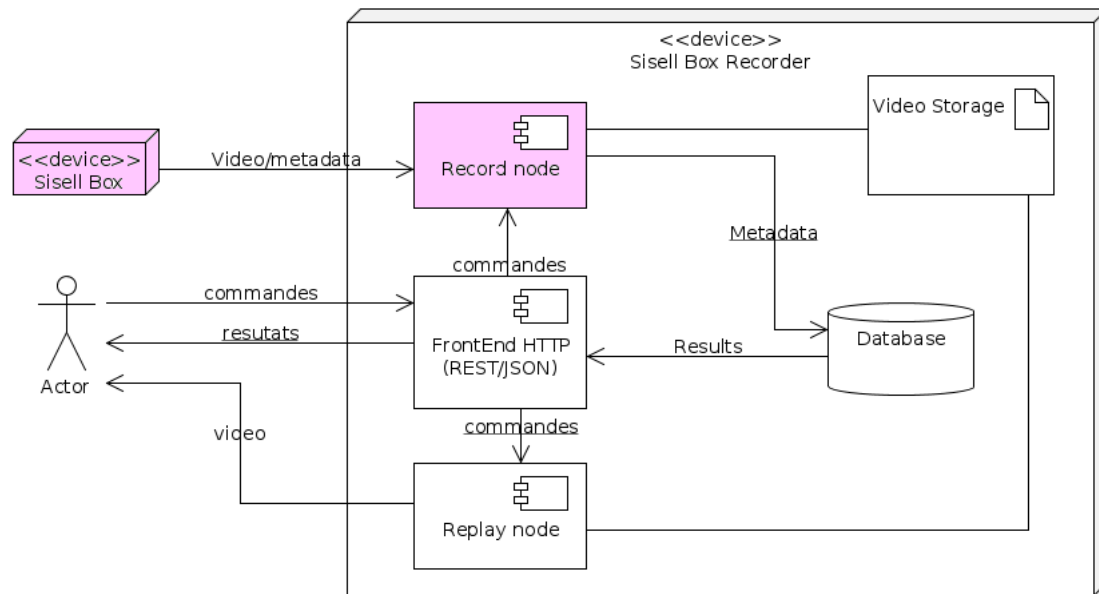 <<device>>
Sisell Box Recorder
Video Storage
<<device>>
Sisell Box
Video/metadata
Record node
Metadata
commandes
commandes
resutats
FrontEnd HTTP
(REST/JSON)
Results
Database
Actor
commandes
video
Replay node